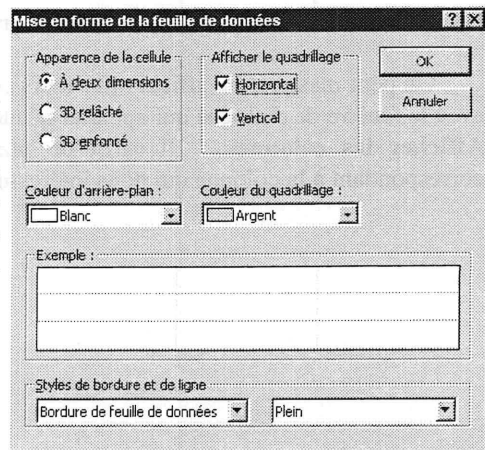 Mise en forme de la feuille de données
Apparence de la cellule
À deux dimensions
3D relâché
3D enfoncé
Afficher le quadrillage
Horizontal
Vertical
OK
Annuler
Couleur d'arrière-plan :
Blanc
Couleur du quadrillage :
Argent
Exemple :
Styles de bordure et de ligne
Bordure de feuille de données
Plein